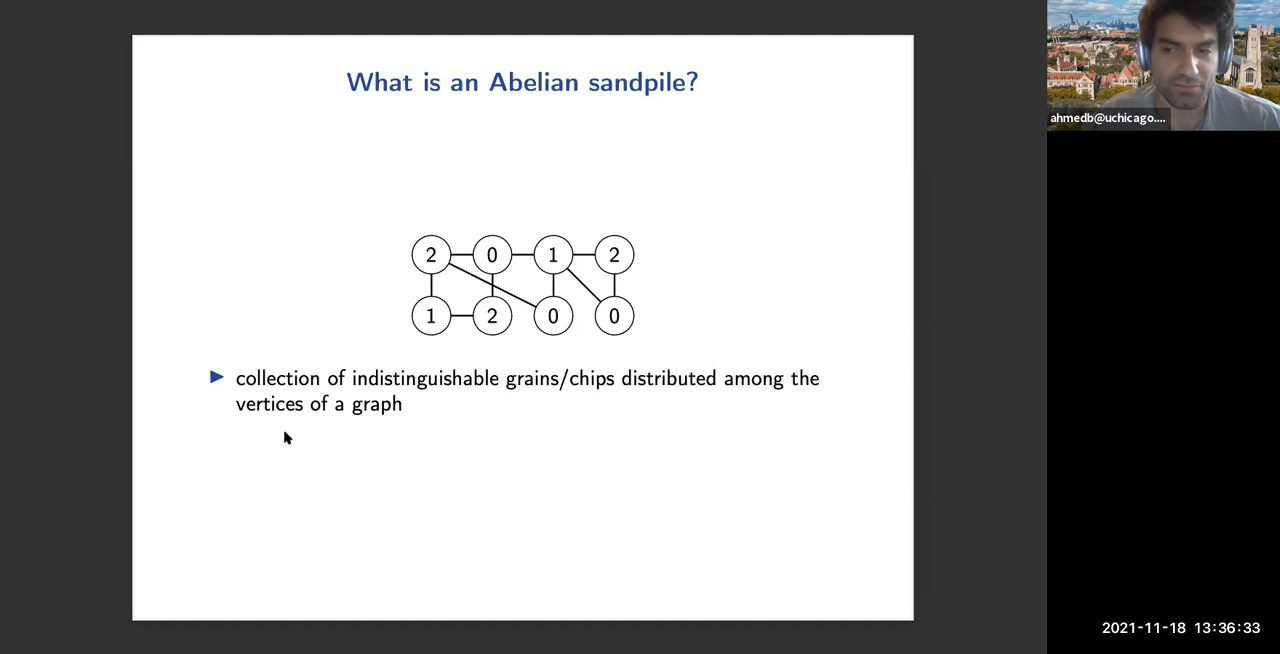 What is an Abelian sandpile?
ahmedb@uchicago....
2 0 1 2
1 2 0 0
collection of indistinguishable grains/chips distributed among the
vertices of a graph
2021-11-18 13:36:33